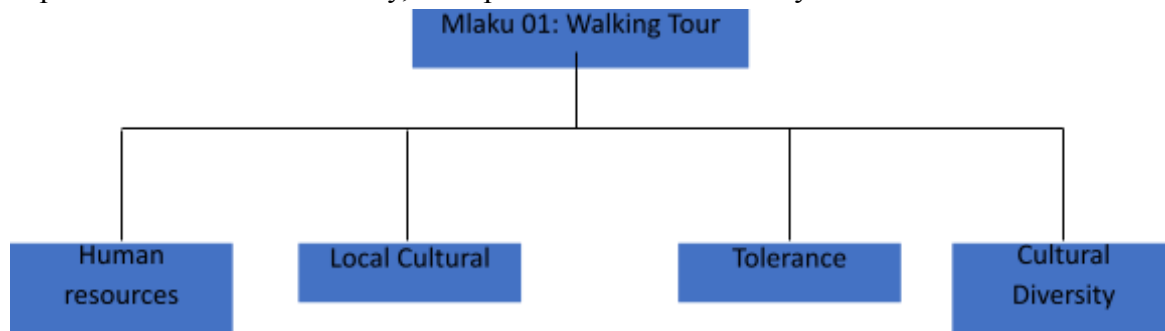 Mlaku 01: Walking Tour
Human
resources
Local Cultural
Tolerance
Cultural
Diversity